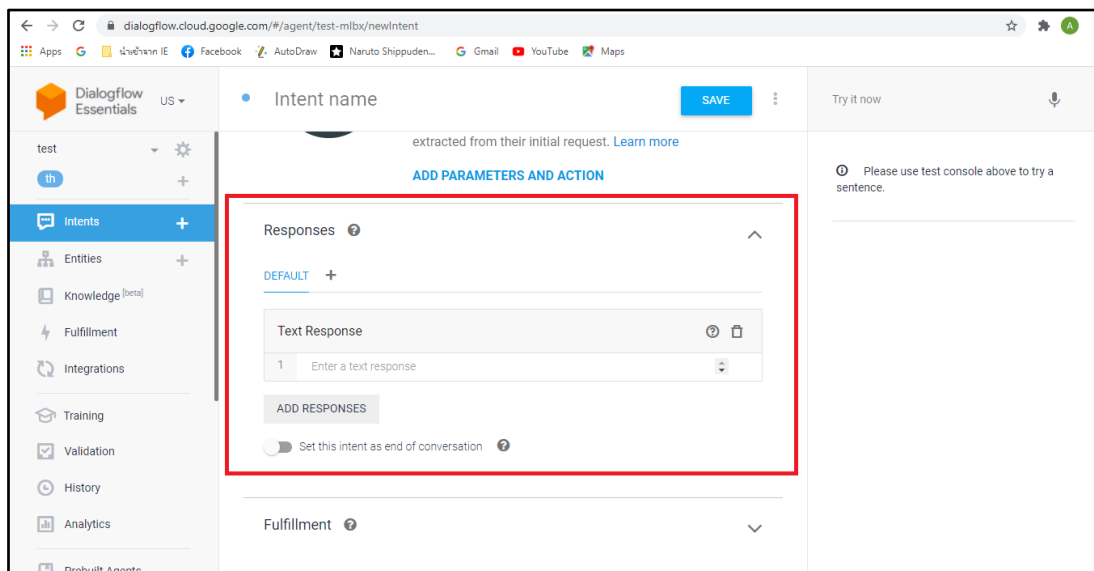 dialogflow.cloud.google.com/#/agent/test-mlbx/newIntent
A
Apps G นำเข้าจาก IE Facebook AutoDraw Naruto Shippuden... Gmail YouTube Maps
Dialogflow
Essentials
US
Intent name
SAVE
Try it now
test
th
extracted from their initial request. Learn more
ADD PARAMETERS AND ACTION
Please use test console above to try a
sentence.
Intents
Entities
Knowledge [beta]
Fulfillment
Integrations
Training
Validation
History
Analytics
Prebuilt Agents
Responses
DEFAULT
Text Response
1 Enter a text response
ADD RESPONSES
Set this intent as end of conversation
Fulfillment